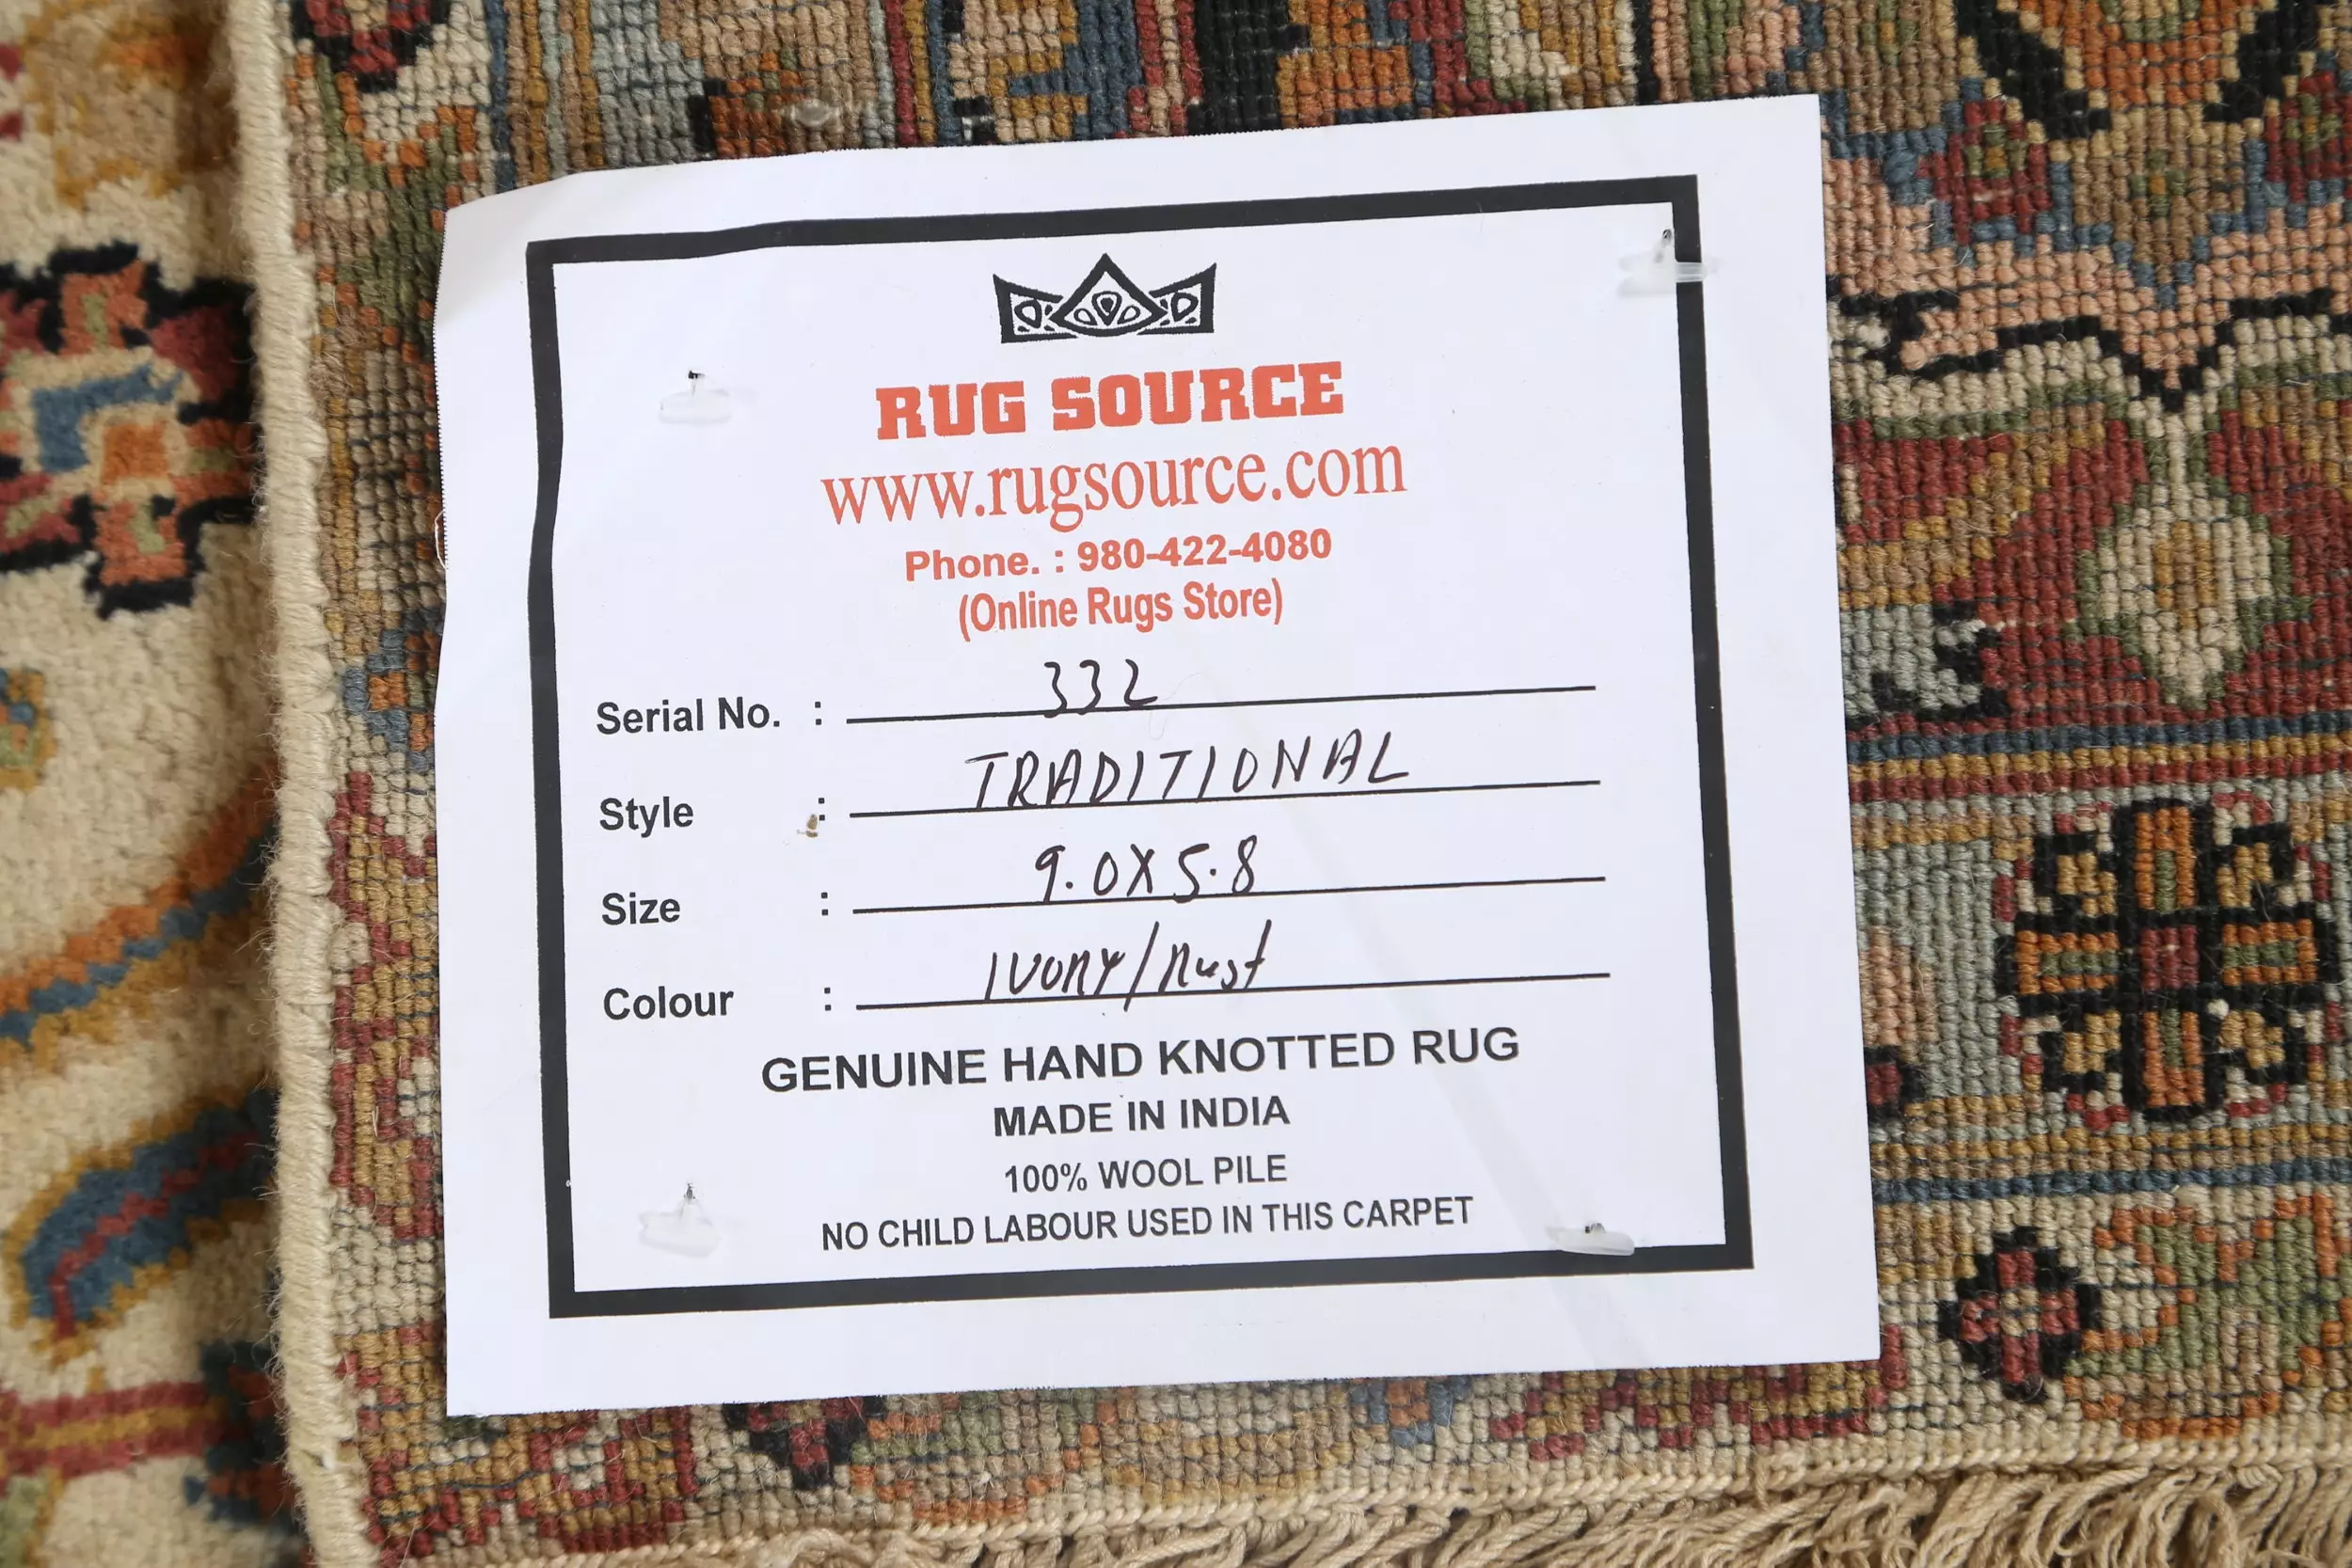 RUG SOURCE
www.rugsource.com
Phone. : 980-422-4080
(Online Rugs Store)
Serial No. : 332
Style : TRADITIONAL
Size : 9.0X5.8
Colour : IVORY/Rust
GENUINE HAND KNOTTED RUG
MADE IN INDIA
100% WOOL PILE
NO CHILD LABOUR USED IN THIS CARPET